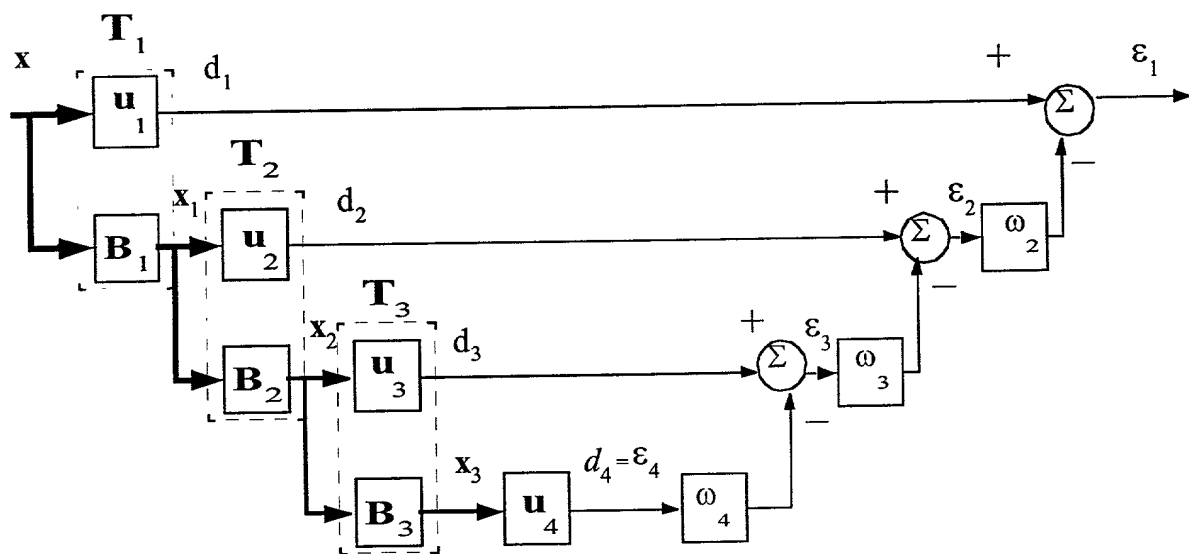 T₁
x
d₁
+
ε₁
u₁
Σ
T₂
−
x₁
d₂
+
ε₂
B₁
u₂
Σ
ω₂
T₃
−
x₂
d₃
+
ε₃
B₂
u₃
Σ
ω₃
−
x₃
d₄ = ε₄
B₃
u₄
ω₄